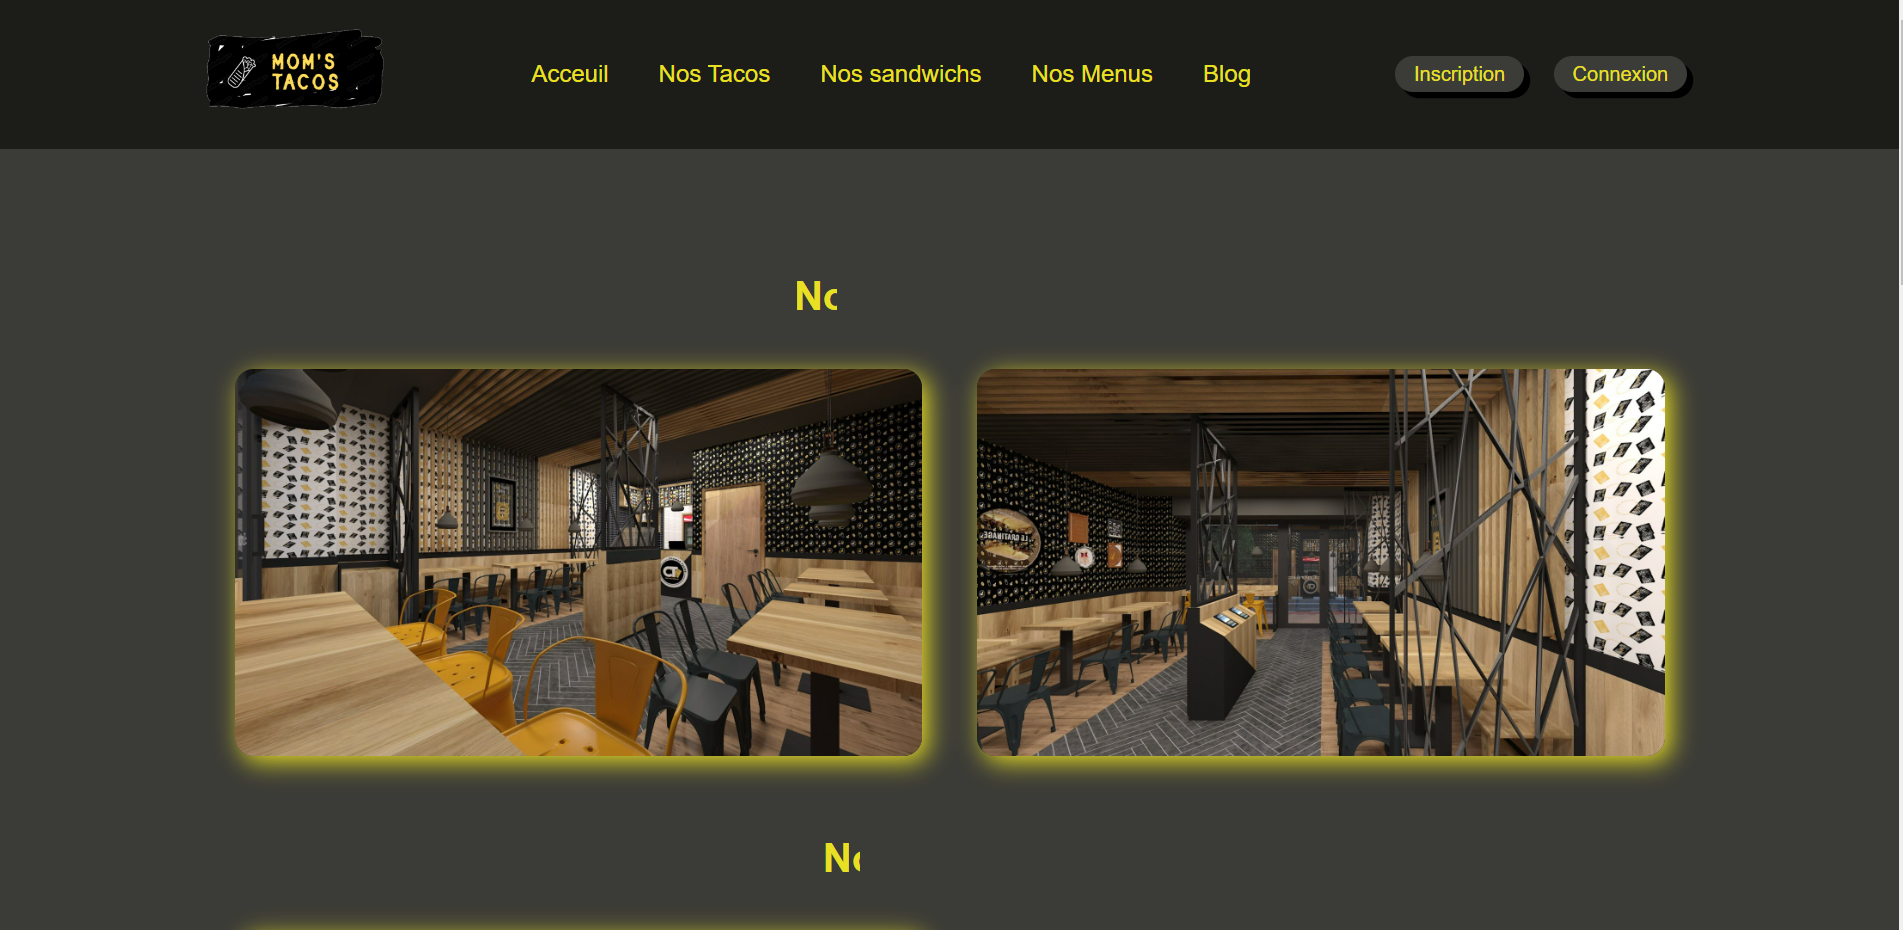 MOM'S
TACOS
Acceuil
Nos Tacos
Nos sandwichs
Nos Menus
Blog
Inscription
Connexion